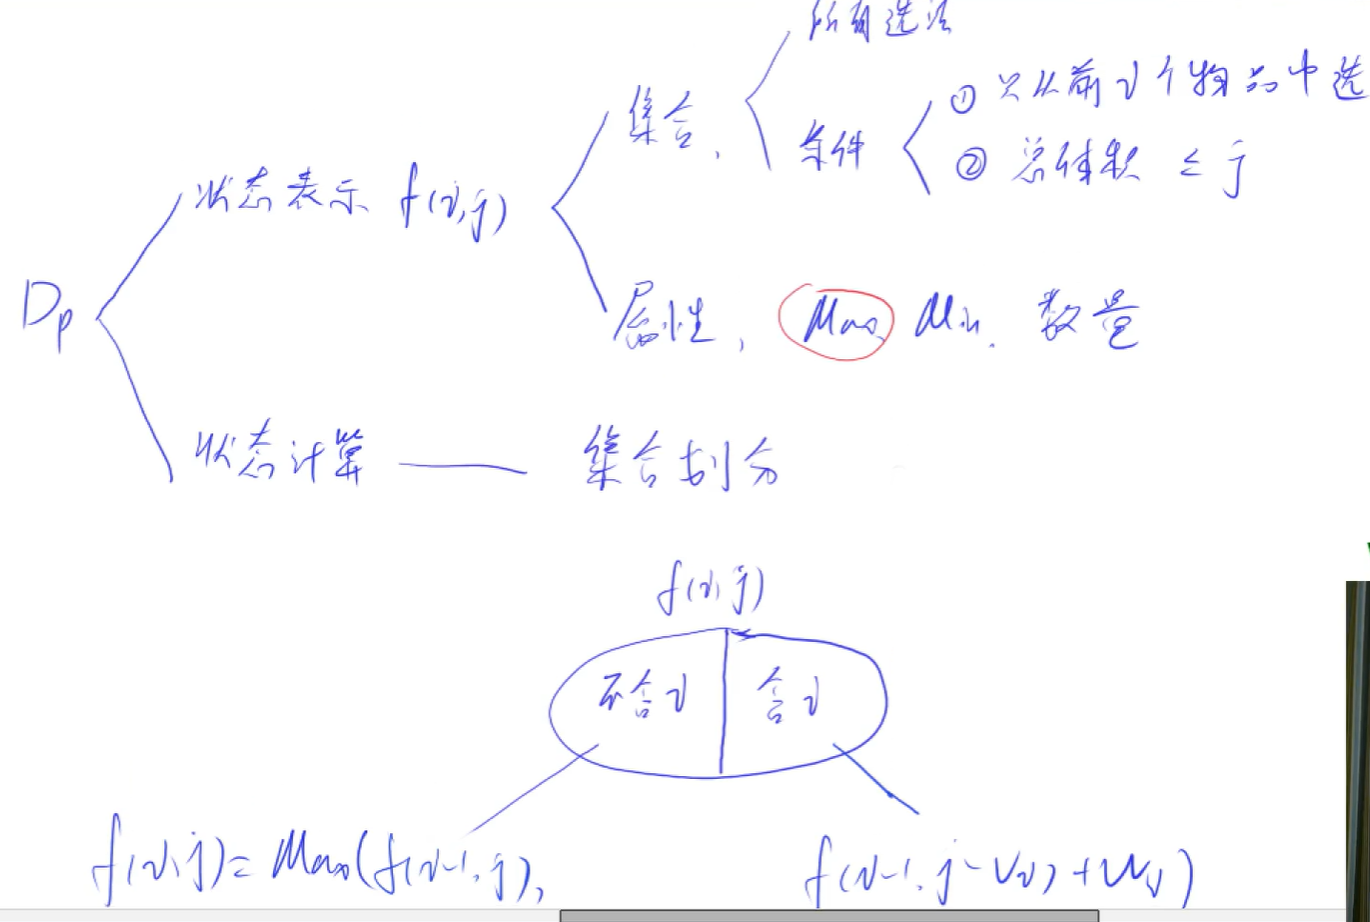 所有选法
集合、
条件
① 只从前i个物品中选
② 总体积 ≤ j
状态表示 f(i,j)
Dp
属性、Max、Min、数量
状态计算 —— 集合划分
f(i,j)
不含i 含i
f(i,j)= Max(f(i-1,j), f(i-1,j-Vi)+Wi)